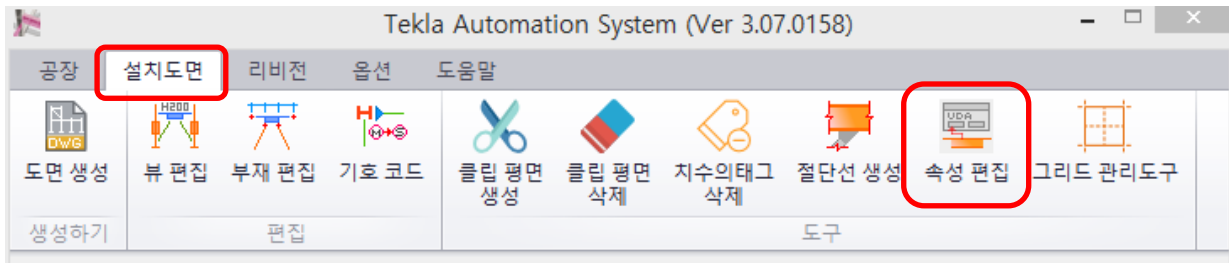 Tekla Automation System (Ver 3.07.0158)
공장 설치도면 리비전 옵션 도움말
DWG H200 H M S UDA
도면 생성 뷰 편집 부재 편집 기호 코드 클립 평면 생성 클립 평면 삭제 치수의태그 삭제 절단선 생성 속성 편집 그리드 관리도구
생성하기 편집 도구